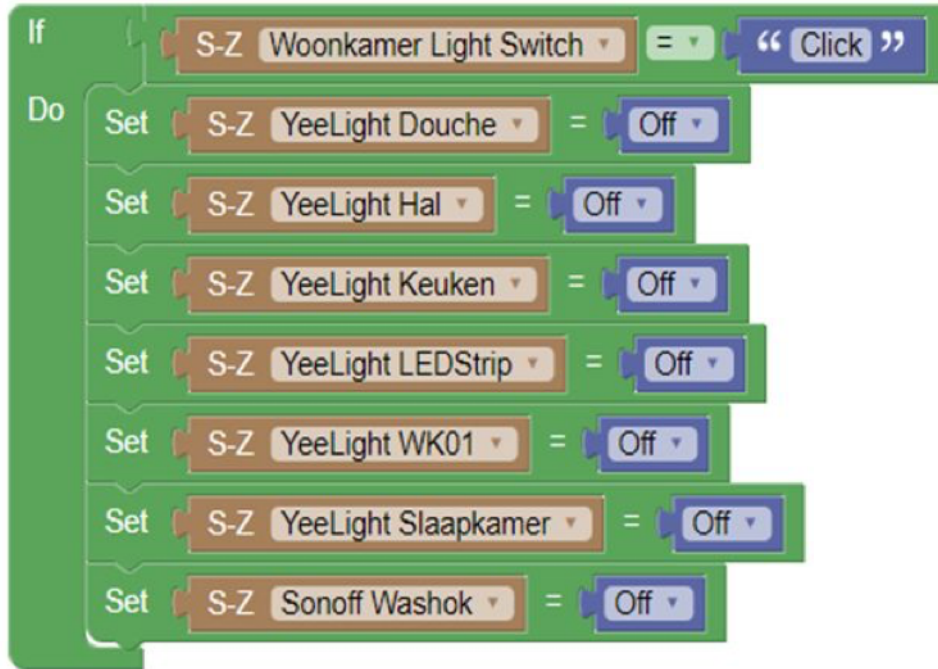 If S-Z Woonkamer Light Switch = “ Click ”
Do Set S-Z YeeLight Douche = Off
Set S-Z YeeLight Hal = Off
Set S-Z YeeLight Keuken = Off
Set S-Z YeeLight LEDStrip = Off
Set S-Z YeeLight WK01 = Off
Set S-Z YeeLight Slaapkamer = Off
Set S-Z Sonoff Washok = Off